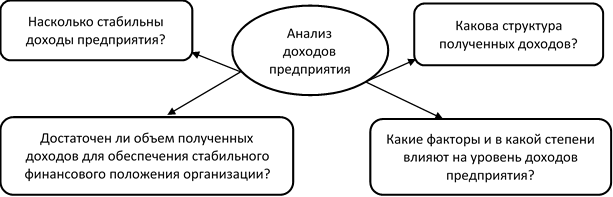 Насколько стабильны
доходы предприятия?
Анализ
доходов
предприятия
Какова структура
полученных доходов?
Достаточен ли объем полученных
доходов для обеспечения стабильного
финансового положения организации?
Какие факторы и в какой степени
влияют на уровень доходов
предприятия?